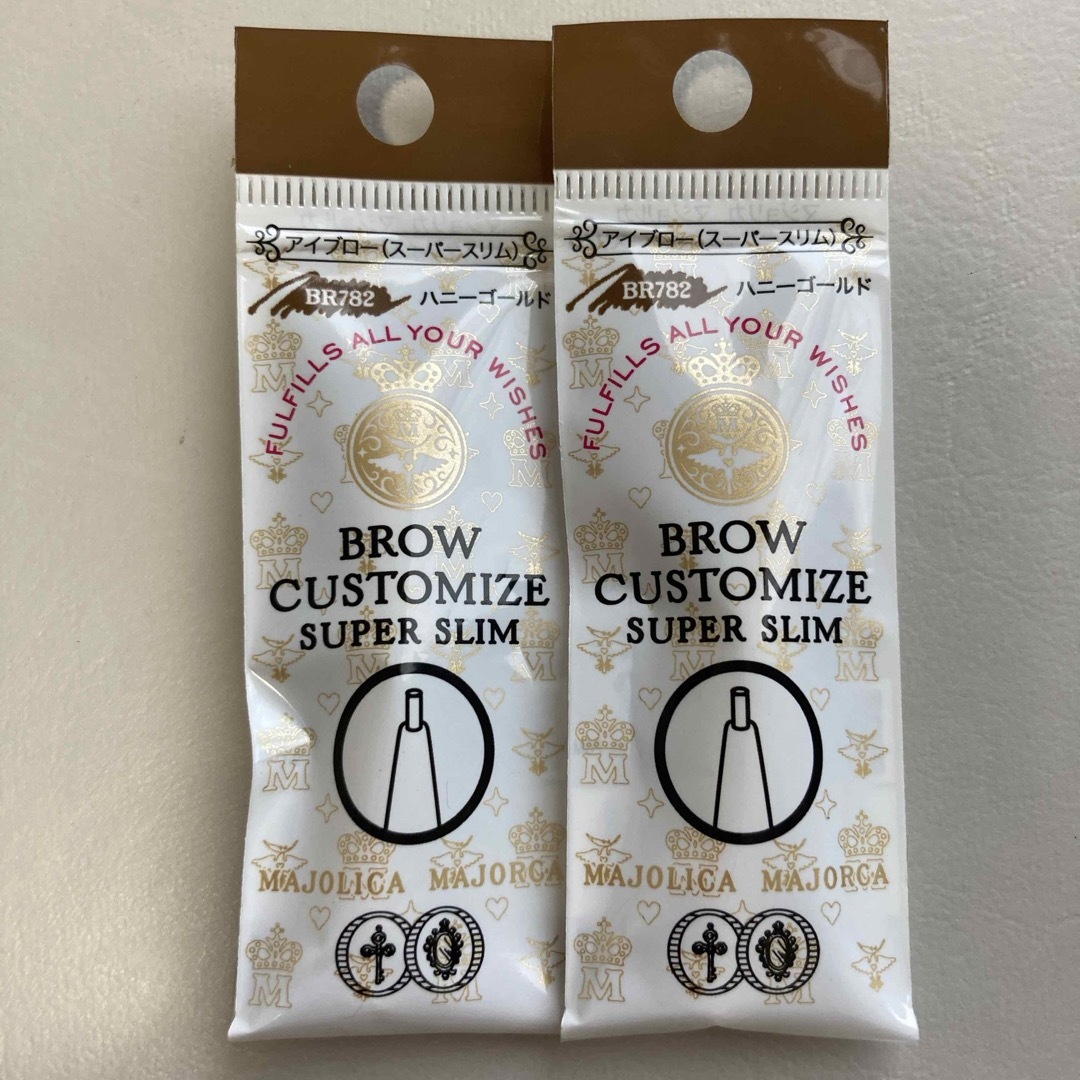 アイブロー(スーパースリム)
BR782 ハニーゴールド
FULFILLS ALL YOUR WISHES
M
BROW
CUSTOMIZE
SUPER SLIM
MAJOLICA MAJORCA
アイブロー(スーパースリム)
BR782 ハニーゴールド
FULFILLS ALL YOUR WISHES
M
BROW
CUSTOMIZE
SUPER SLIM
MAJOLICA MAJORCA